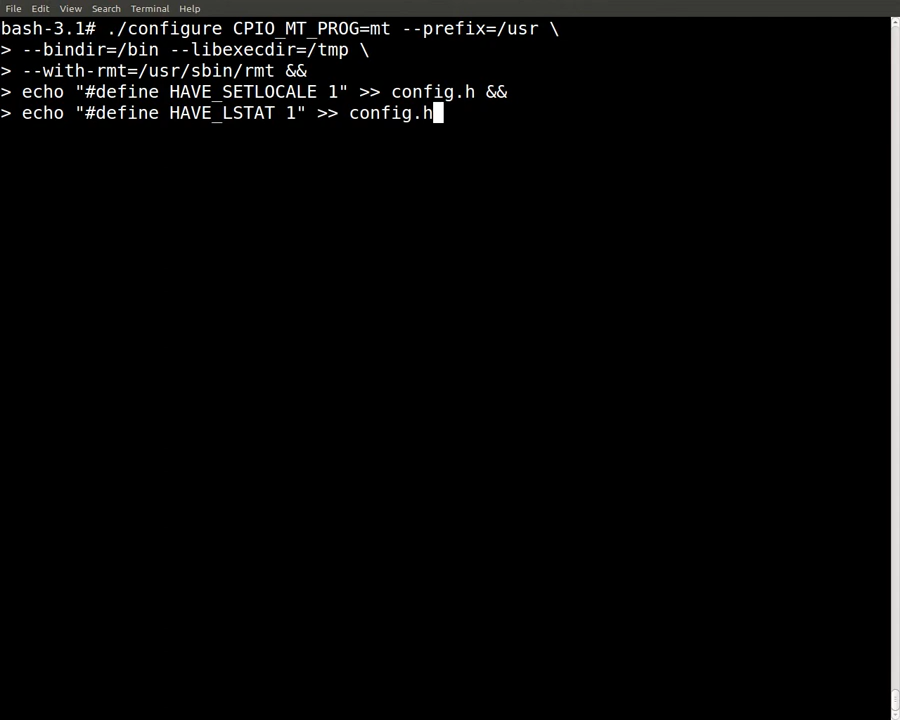 File Edit View Search Terminal Help
bash-3.1# ./configure CPIO_MT_PROG=mt --prefix=/usr \
> --bindir=/bin --libexecdir=/tmp \
> --with-rmt=/usr/sbin/rmt &&
> echo "#define HAVE_SETLOCALE 1" >> config.h &&
> echo "#define HAVE_LSTAT 1" >> config.h